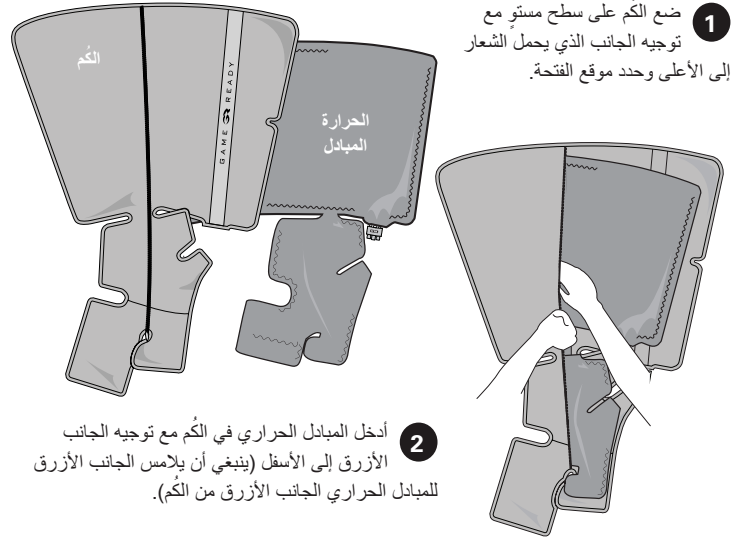 1
ضع الكُم على سطح مستوٍ مع
توجيه الجانب الذي يحمل الشعار
إلى الأعلى وحدد موقع الفتحة.
الكُم
GAME READY
الحرارة
المبادل
2
أدخل المبادل الحراري في الكُم مع توجيه الجانب
الأزرق إلى الأسفل (ينبغي أن يلامس الجانب الأزرق
للمبادل الحراري الجانب الأزرق من الكُم).